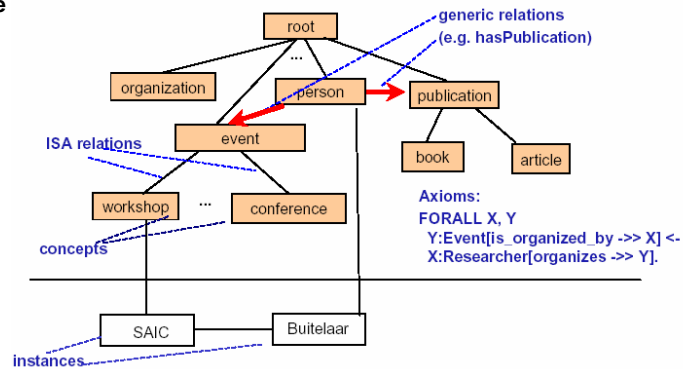 e
root
generic relations
(e.g. hasPublication)
...
organization
person
publication
event
ISA relations
book
article
workshop
...
conference
Axioms:
FORALL X, Y
Y:Event[is_organized_by ->> X] <-
X:Researcher[organizes ->> Y].
concepts
SAIC
Buitelaar
instances